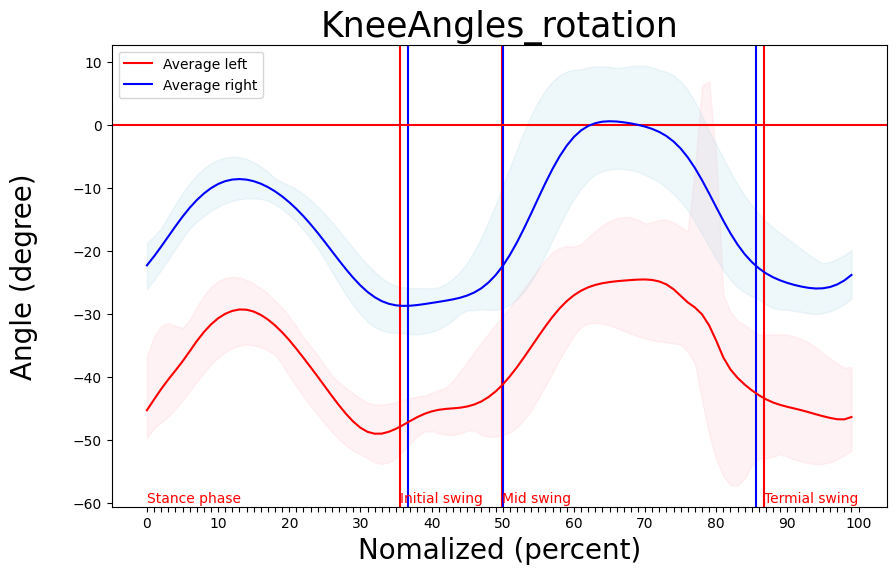 KneeAngles_rotation
Average left
Average right
Angle (degree)
10
0
−10
−20
−30
−40
−50
−60
Stance phase
Initial swing
Mid swing
Termial swing
0 10 20 30 40 50 60 70 80 90 100
Nomalized (percent)